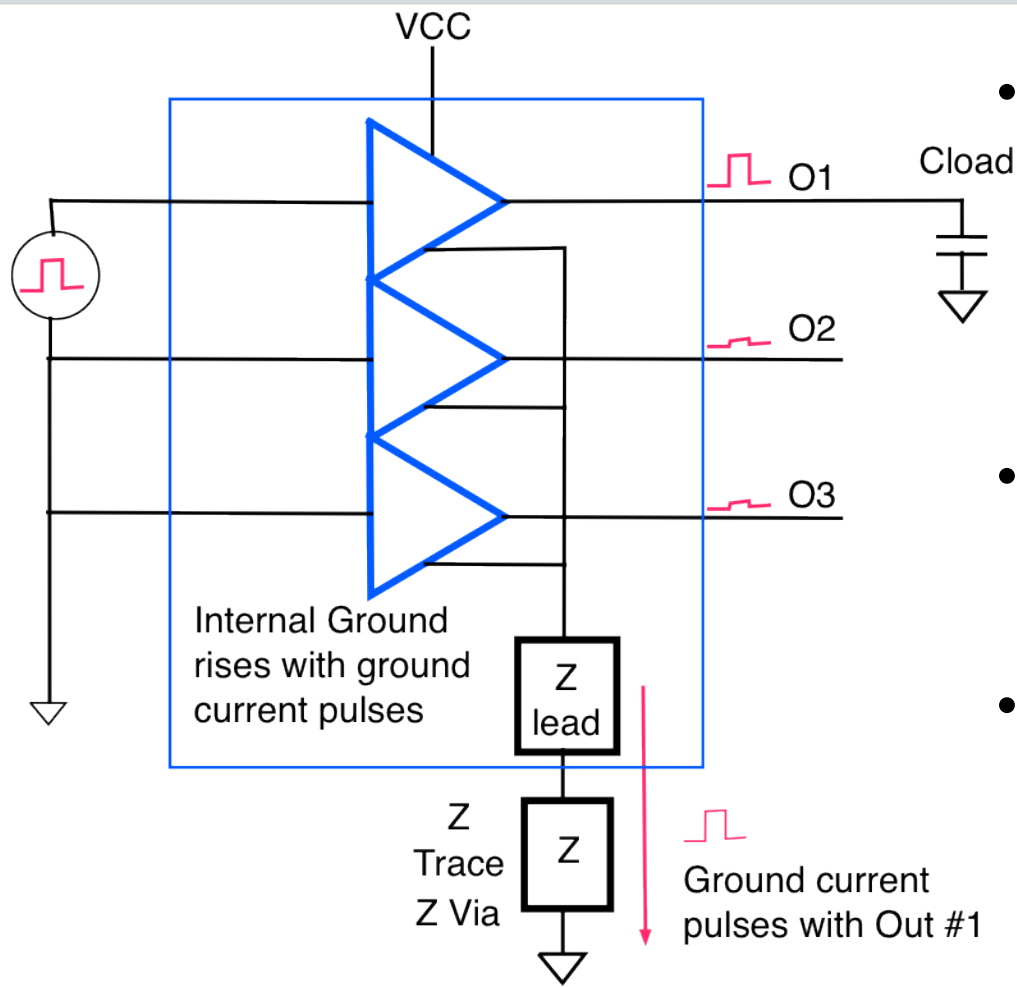 VCC
Cload
O1
O2
O3
Internal Ground
rises with ground
current pulses
Z
lead
Z
Trace
Z Via
Z
Ground current
pulses with Out #1